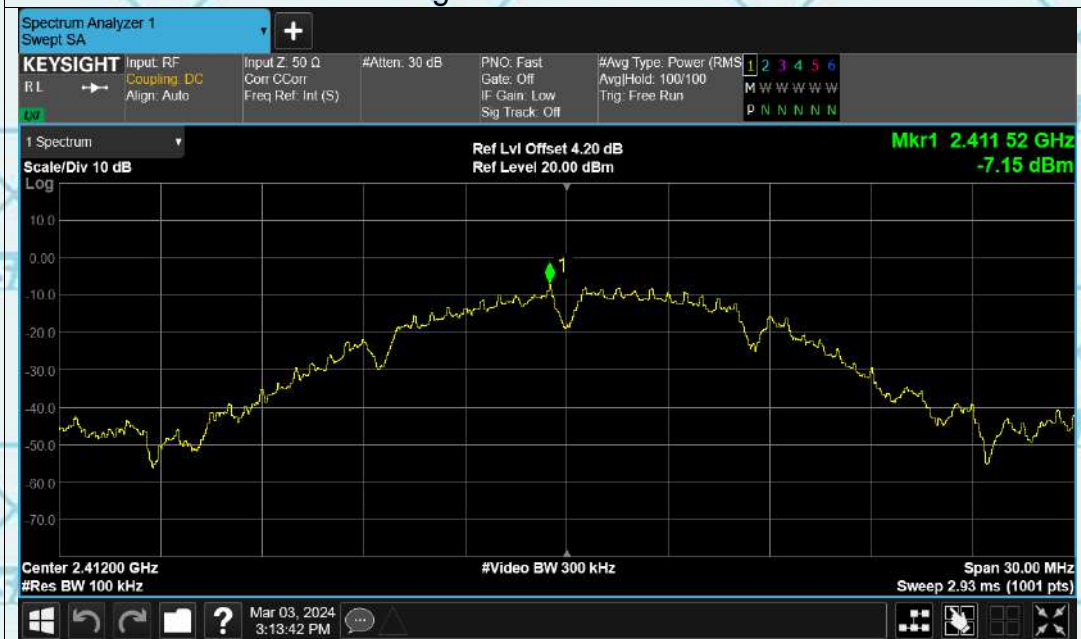 Spectrum Analyzer 1
Swept SA
+
KEYSIGHT
RL
Input: RF
Coupling: DC
Align: Auto
Input Z: 50 Ω
Corr CCorr
Freq Ref: Int (S)
#Atten: 30 dB
PNO: Fast
Gate: Off
IF Gain: Low
Sig Track: Off
#Avg Type: Power (RMS
Avg|Hold: 100/100
Trig: Free Run
1 2 3 4 5 6
M W W W W W
P N N N N N
LXI
1 Spectrum
Scale/Div 10 dB
Log
Ref Lvl Offset 4.20 dB
Ref Level 20.00 dBm
Mkr1 2.411 52 GHz
-7.15 dBm
10.0
0.00
-10.0
-20.0
-30.0
-40.0
-50.0
-60.0
-70.0
1
Center 2.41200 GHz
#Res BW 100 kHz
#Video BW 300 kHz
Span 30.00 MHz
Sweep 2.93 ms (1001 pts)
?
Mar 03, 2024
3:13:42 PM